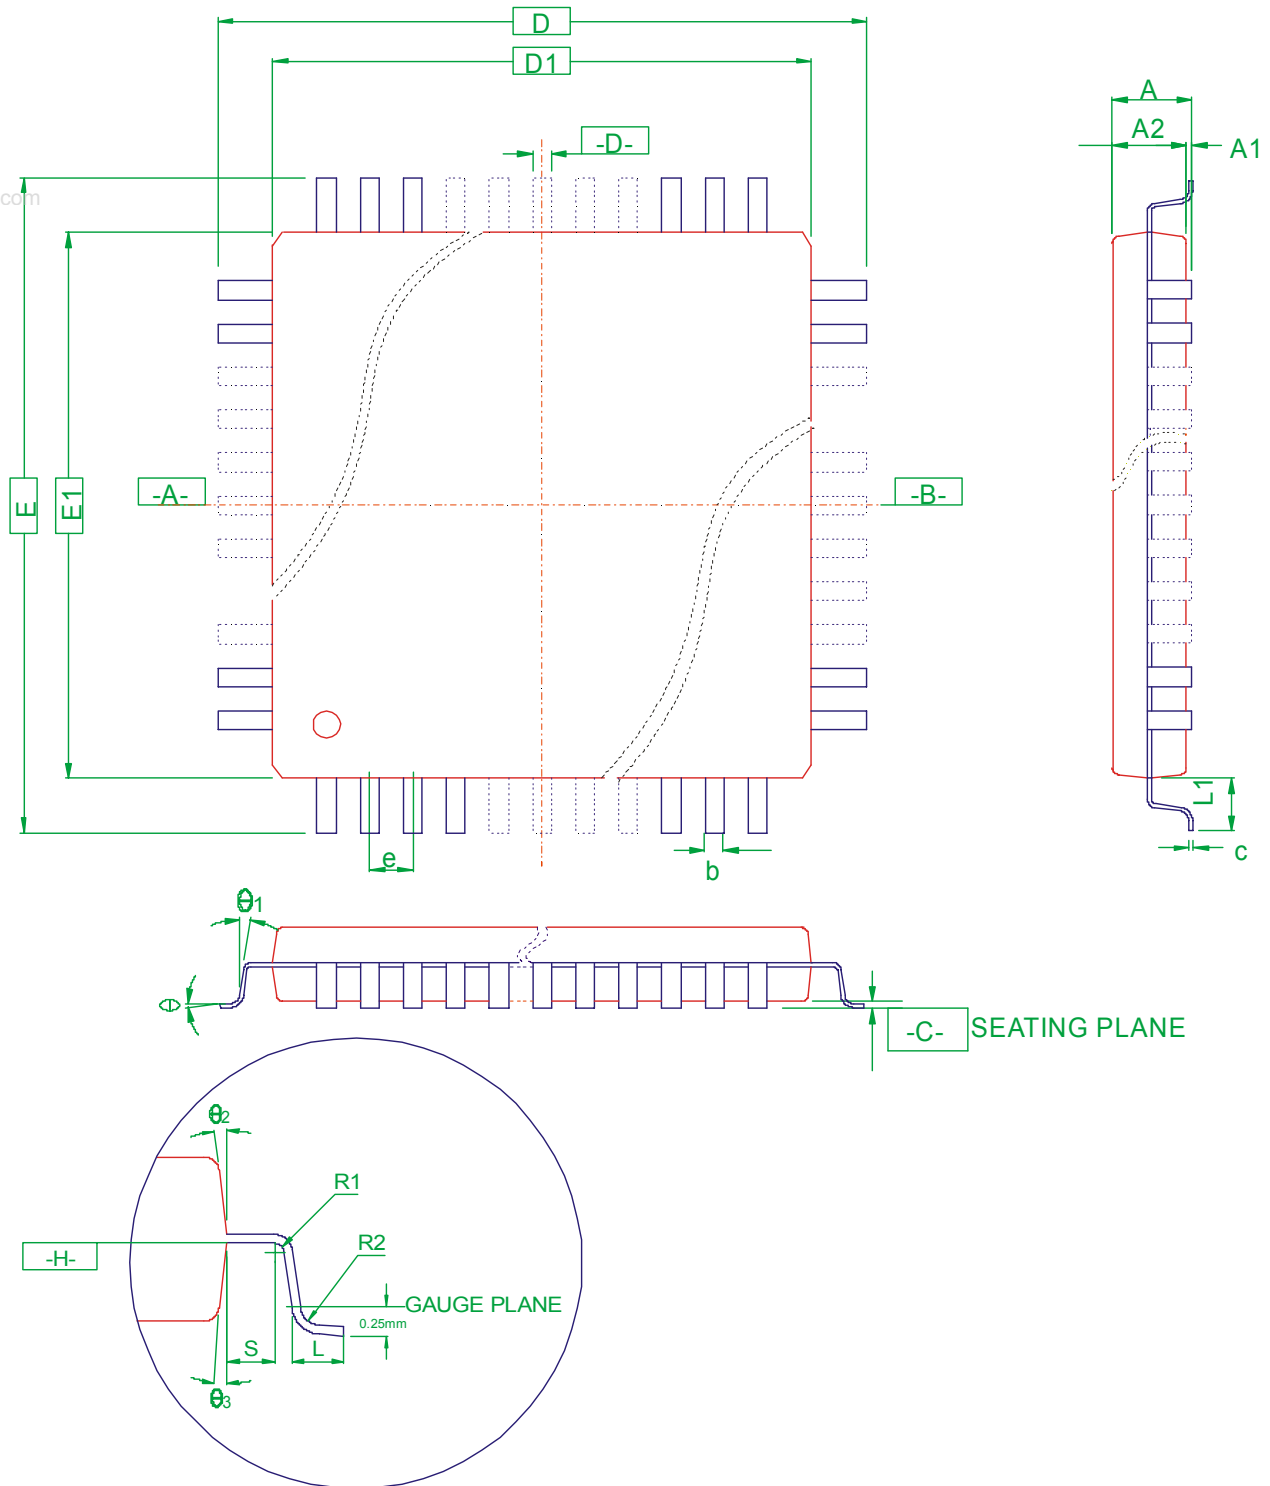 D
D1
-D-
A
A2
A1
com
E
E1
-A-
-B-
L1
e
b
c
θ1
θ
-C-
SEATING PLANE
θ2
R1
R2
-H-
GAUGE PLANE
0.25mm
S
L
θ3